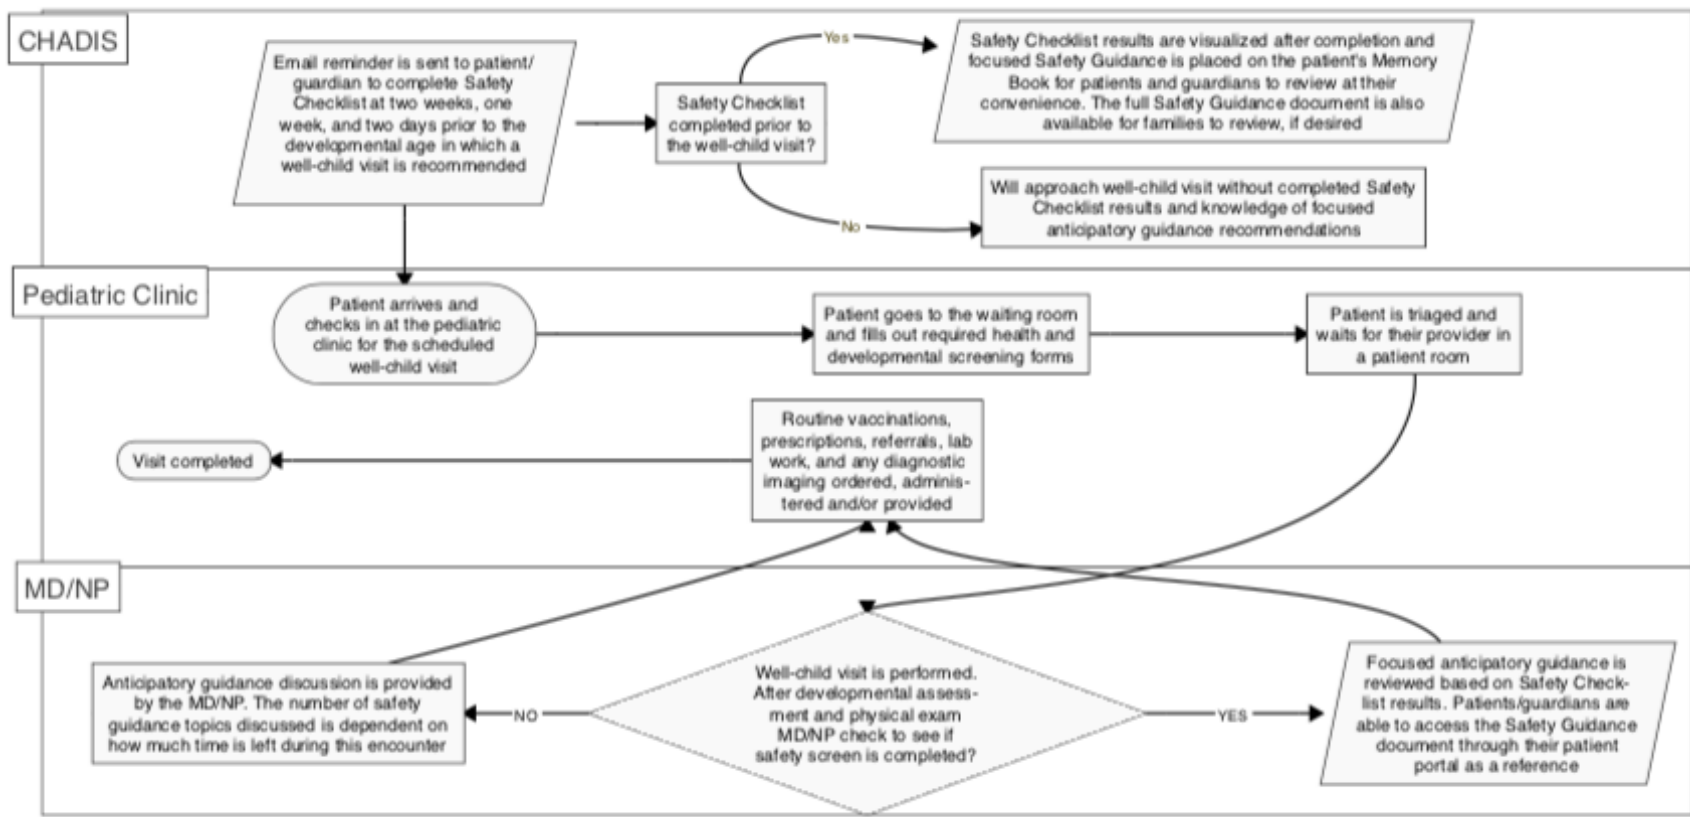 CHADIS
Email reminder is sent to patient/
guardian to complete Safety
Checklist at two weeks, one
week, and two days prior to the
developmental age in which a
well-child visit is recommended
Safety Checklist
completed prior to
the well-child visit?
Yes
Safety Checklist results are visualized after completion and
focused Safety Guidance is placed on the patient's Memory
Book for patients and guardians to review at their
convenience. The full Safety Guidance document is also
available for families to review, if desired
No
Will approach well-child visit without completed Safety
Checklist results and knowledge of focused
anticipatory guidance recommendations
Pediatric Clinic
Patient arrives and
checks in at the pediatric
clinic for the scheduled
well-child visit
Patient goes to the waiting room
and fills out required health and
developmental screening forms
Patient is triaged and
waits for their provider in
a patient room
Routine vaccinations,
prescriptions, referrals, lab
work, and any diagnostic
imaging ordered, adminis-
tered and/or provided
Visit completed
MD/NP
Anticipatory guidance discussion is provided
by the MD/NP. The number of safety
guidance topics discussed is dependent on
how much time is left during this encounter
NO
Well-child visit is performed.
After developmental assess-
ment and physical exam
MD/NP check to see if
safety screen is completed?
YES
Focused anticipatory guidance is
reviewed based on Safety Check-
list results. Patients/guardians are
able to access the Safety Guidance
document through their patient
portal as a reference